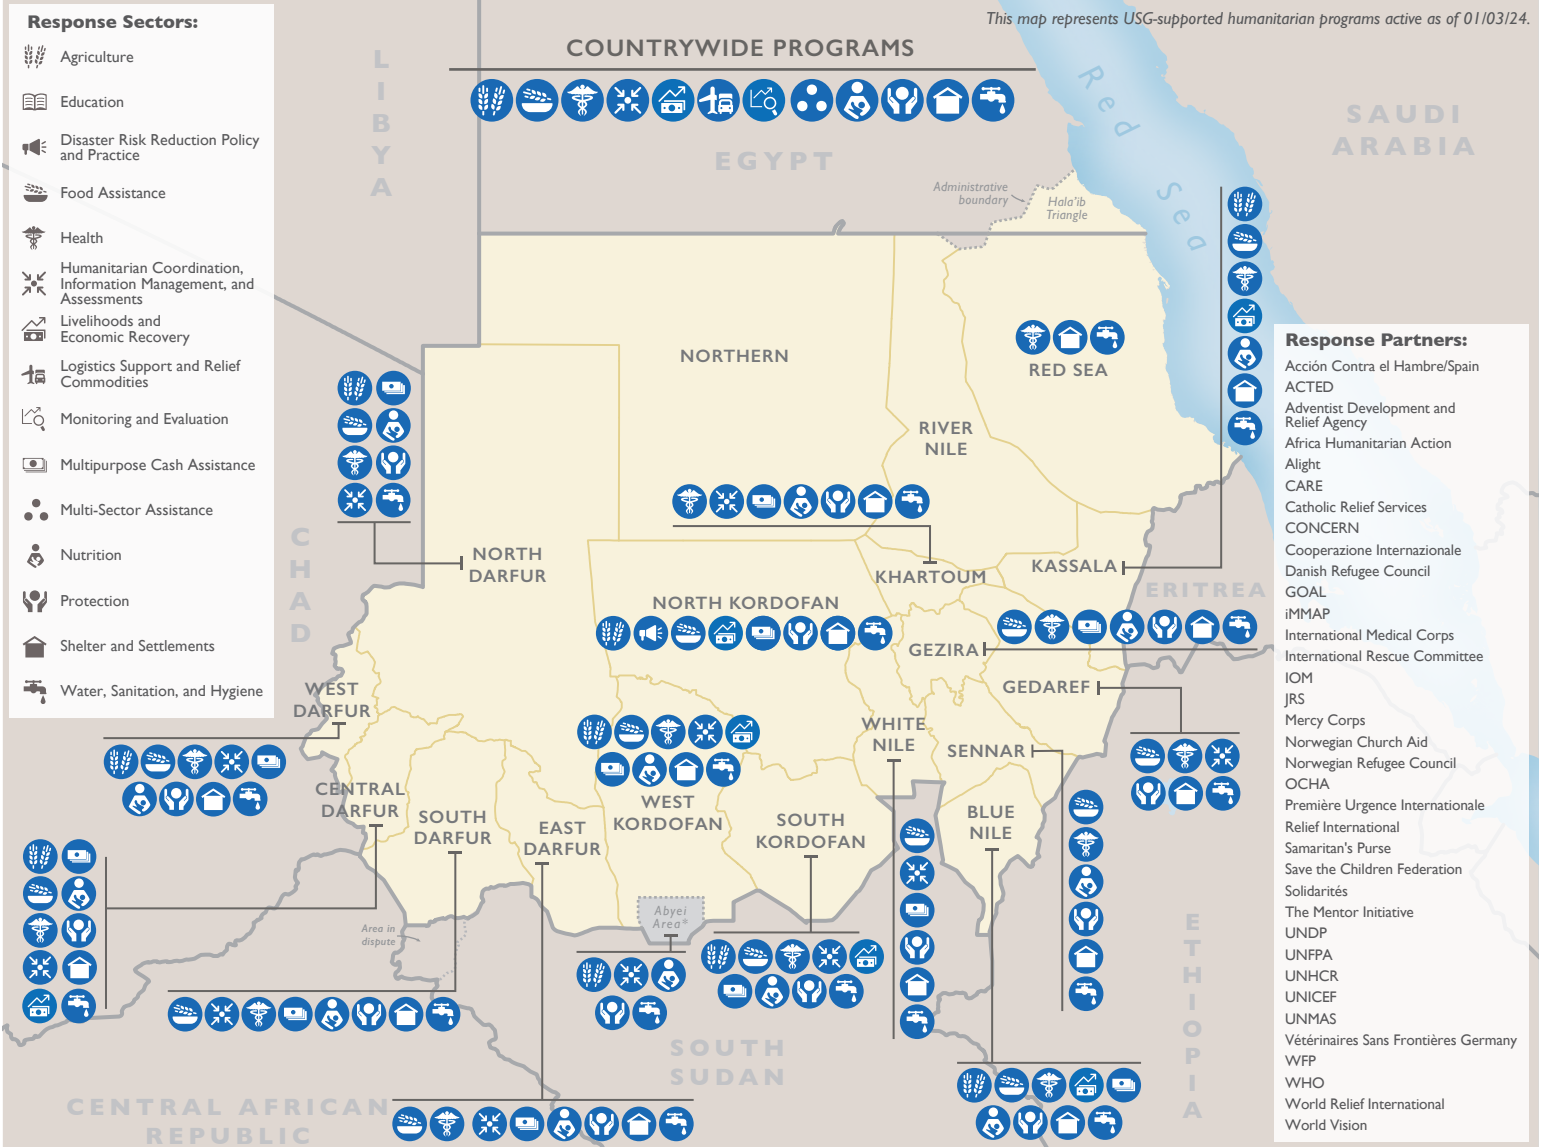 Response Sectors:
Agriculture
Education
Disaster Risk Reduction Policy
and Practice
Food Assistance
Health
Humanitarian Coordination,
Information Management, and
Assessments
Livelihoods and
Economic Recovery
Logistics Support and Relief
Commodities
Monitoring and Evaluation
Multipurpose Cash Assistance
Multi-Sector Assistance
Nutrition
Protection
Shelter and Settlements
Water, Sanitation, and Hygiene
This map represents USG-supported humanitarian programs active as of 01/03/24.
COUNTRYWIDE PROGRAMS
LIBYA
EGYPT
Red Sea
SAUDI
ARABIA
Administrative
boundary
Hala'ib
Triangle
NORTHERN
RED SEA
RIVER
NILE
CHAD
NORTH
DARFUR
KHARTOUM
KASSALA
ERITREA
NORTH KORDOFAN
GEZIRA
GEDAREF
WEST
DARFUR
WHITE
NILE
SENNAR
CENTRAL
DARFUR
SOUTH
DARFUR
EAST
DARFUR
WEST
KORDOFAN
SOUTH
KORDOFAN
BLUE
NILE
Abyei
Area*
Area in
dispute
ETHIOPIA
SOUTH
SUDAN
CENTRAL AFRICAN
REPUBLIC
Response Partners:
Acción Contra el Hambre/Spain
ACTED
Adventist Development and
Relief Agency
Africa Humanitarian Action
Alight
CARE
Catholic Relief Services
CONCERN
Cooperazione Internazionale
Danish Refugee Council
GOAL
iMMAP
International Medical Corps
International Rescue Committee
IOM
JRS
Mercy Corps
Norwegian Church Aid
Norwegian Refugee Council
OCHA
Première Urgence Internationale
Relief International
Samaritan's Purse
Save the Children Federation
Solidarités
The Mentor Initiative
UNDP
UNFPA
UNHCR
UNICEF
UNMAS
Vétérinaires Sans Frontières Germany
WFP
WHO
World Relief International
World Vision